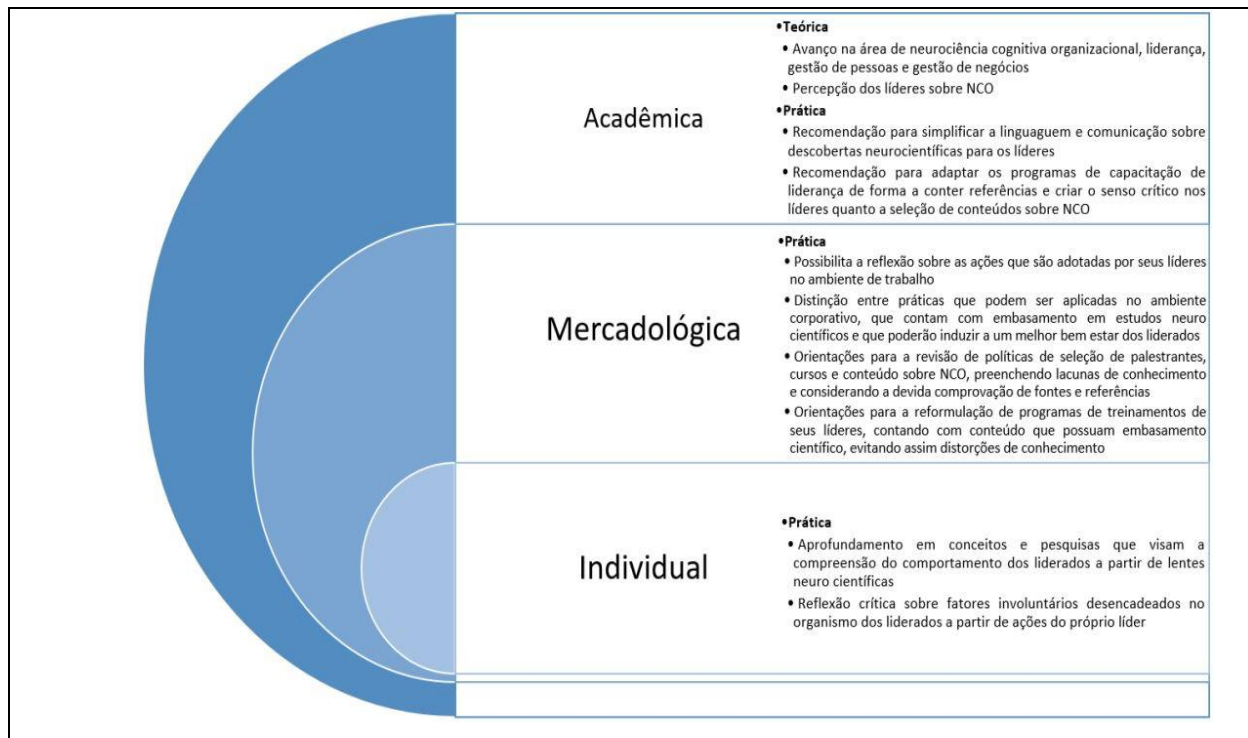 Acadêmica
•Teórica
• Avanço na área de neurociência cognitiva organizacional, liderança,
gestão de pessoas e gestão de negócios
• Percepção dos líderes sobre NCO
•Prática
• Recomendação para simplificar a linguaguem e comunicação sobre
descobertas neurocientíficas para os líderes
• Recomendação para adaptar os programas de capacitação de
liderança de forma a conter referências e criar o senso crítico nos
líderes quanto a seleção de conteúdos sobre NCO
Mercadológica
•Prática
• Possibilita a reflexão sobre as ações que são adotadas por seus líderes
no ambiente de trabalho
• Distinção entre práticas que podem ser aplicadas no ambiente
corporativo, que contam com embasamento em estudos neuro
científicos e que poderão induzir a um melhor bem estar dos liderados
• Orientações para a revisão de políticas de seleção de palestrantes,
cursos e conteúdo sobre NCO, preenchendo lacunas de conhecimento
e considerando a devida comprovação de fontes e referências
• Orientações para a reformulação de programas de treinamentos de
seus líderes, contando com conteúdo que possuam embasamento
científico, evitando assim distorções de conhecimento
Individual
•Prática
• Aprofundamento em conceitos e pesquisas que visam a
compreensão do comportamento dos liderados a partir de lentes
neuro científicas
• Reflexão crítica sobre fatores involuntários desencadeados no
organismo dos liderados a partir de ações do próprio líder